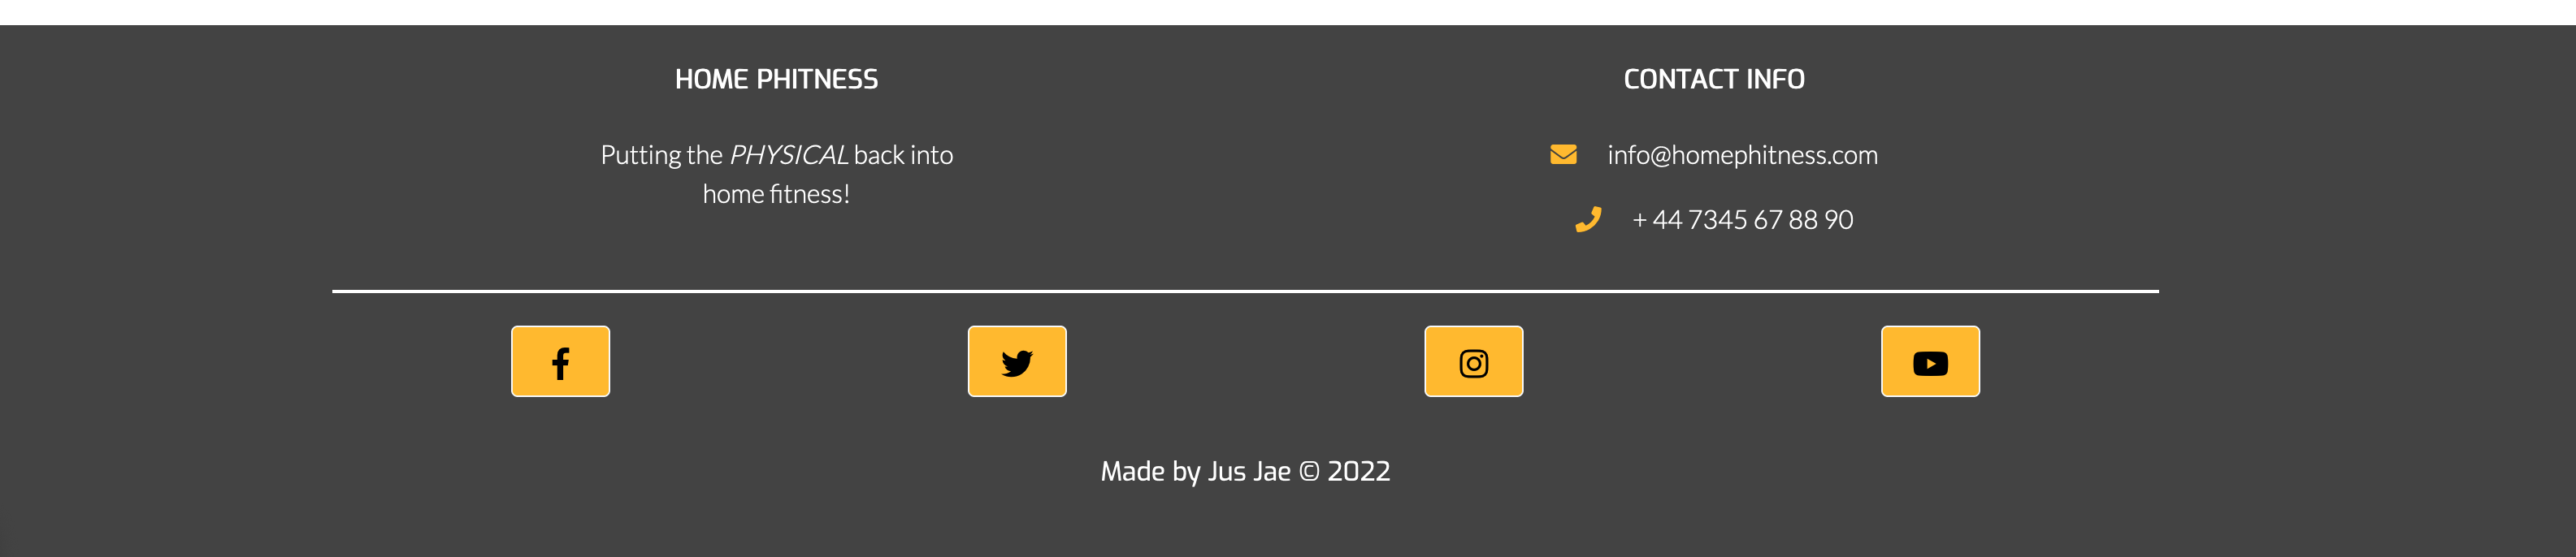 HOME PHITNESS
Putting the PHYSICAL back into
home fitness!
CONTACT INFO
info@homephitness.com
+ 44 7345 67 88 90
Made by Jus Jae © 2022